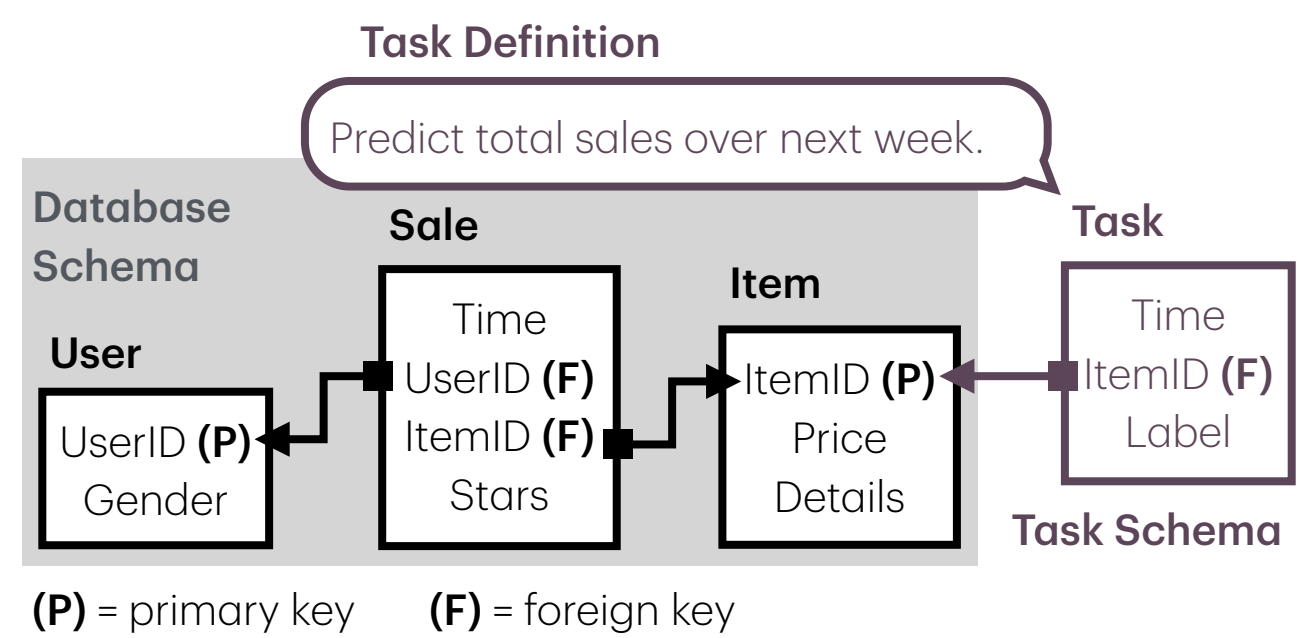 Task Definition
Predict total sales over next week.
Database
Schema
User
UserID (P)
Gender
Sale
Time
UserID (F)
ItemID (F)
Stars
Item
ItemID (P)
Price
Details
Task
Time
ItemID (F)
Label
Task Schema
(P) = primary key (F) = foreign key